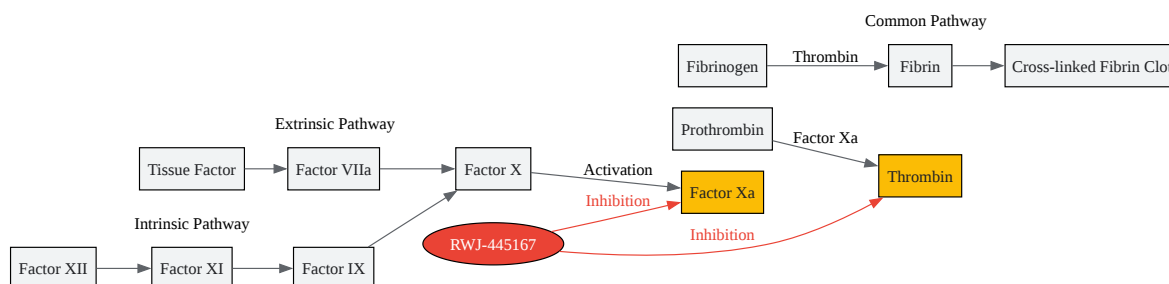 Common Pathway
Fibrinogen
Thrombin
Fibrin
Cross-linked Fibrin Clot
Prothrombin
Factor Xa
Thrombin
Extrinsic Pathway
Tissue Factor
Factor VIIa
Factor X
Activation
Factor Xa
Inhibition
Intrinsic Pathway
RWJ-445167
Inhibition
Factor XII
Factor XI
Factor IX